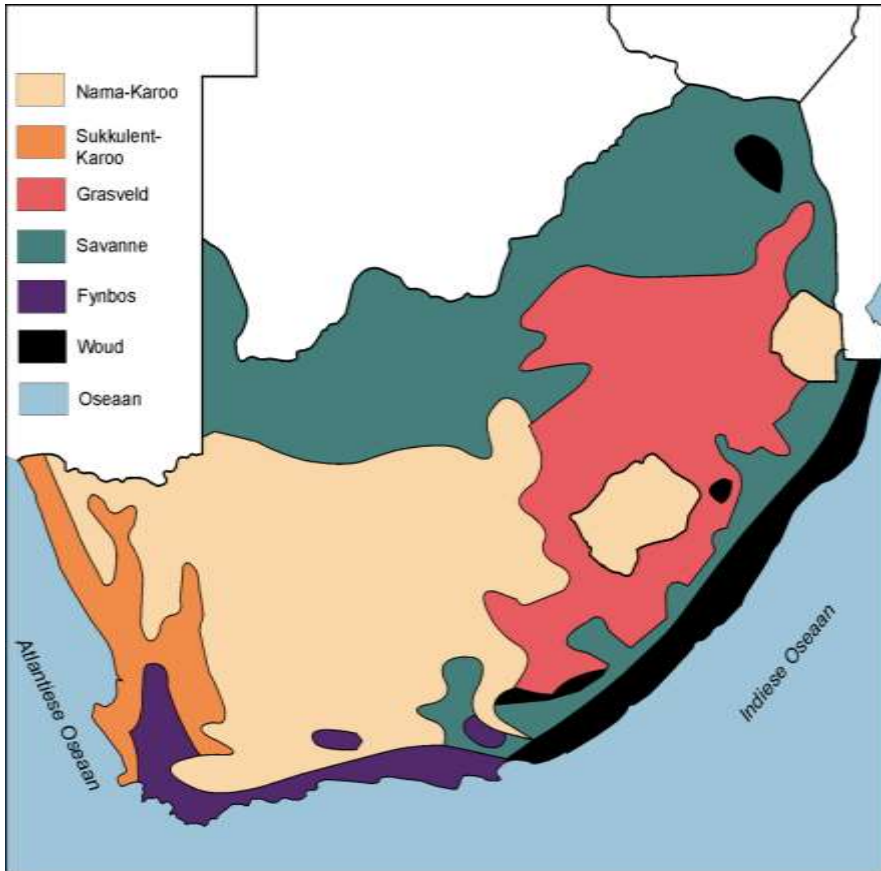 Nama-Karoo
Sukkulent-
Karoo
Grasveld
Savanne
Fynbos
Woud
Oseaan
Atlantiese Oseaan
Indiese Oseaan